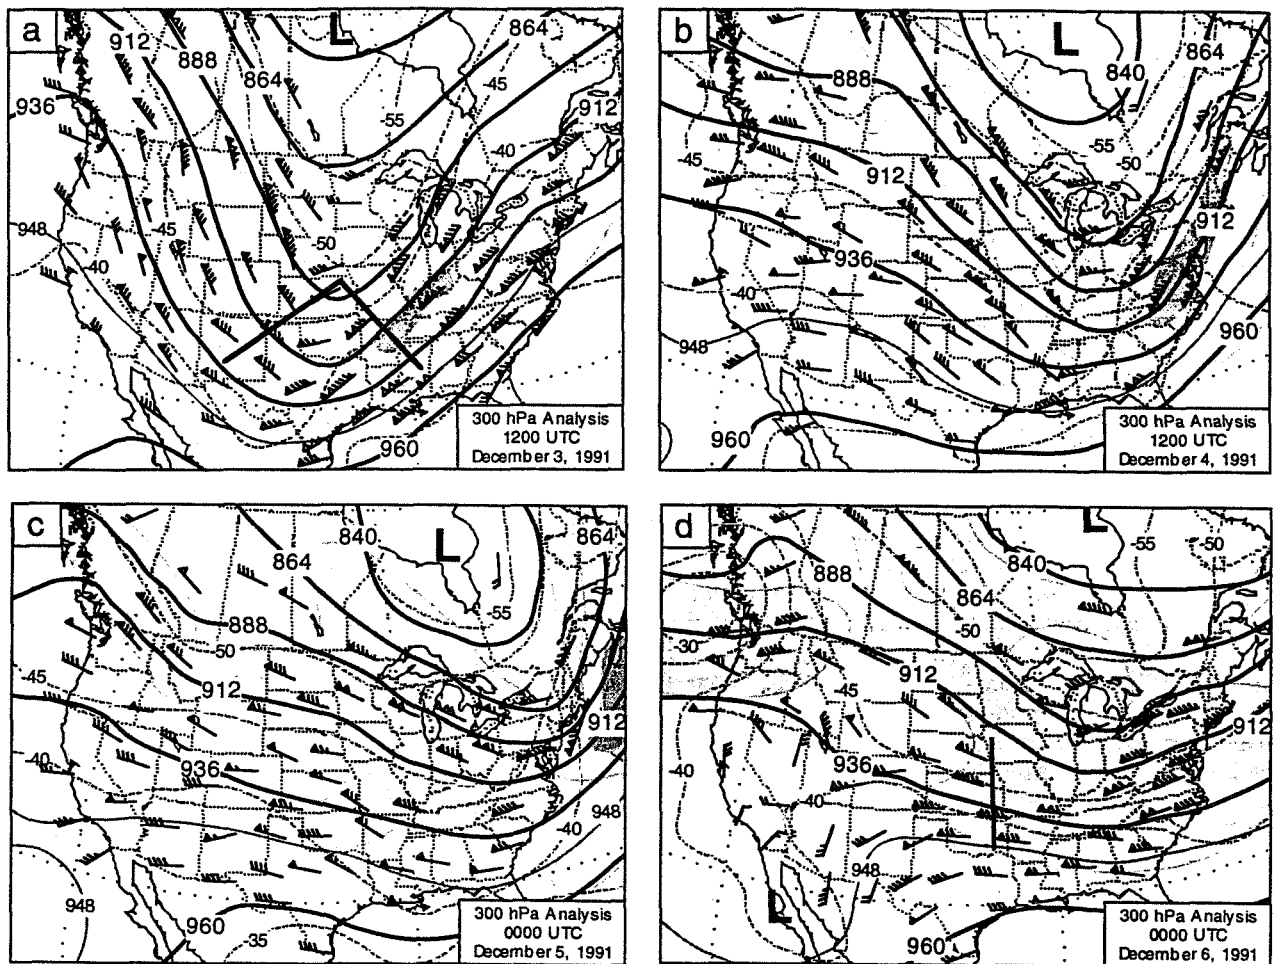 a
L
912
888
864
864
-45
936
-55
912
-40
948
-45
-50
-40
960
300 hPa Analysis
1200 UTC
December 3, 1991
b
L
888
840
864
-45
-55
-50
912
912
936
-40
948
960
960
300 hPa Analysis
1200 UTC
December 4, 1991
c
840
L
864
864
-55
888
-50
-45
912
912
-40
936
948
-40
948
960
-35
300 hPa Analysis
0000 UTC
December 5, 1991
d
L
-55
-50
840
888
864
-50
-30
912
-45
912
-40
936
-40
948
L
960
300 hPa Analysis
0000 UTC
December 6, 1991